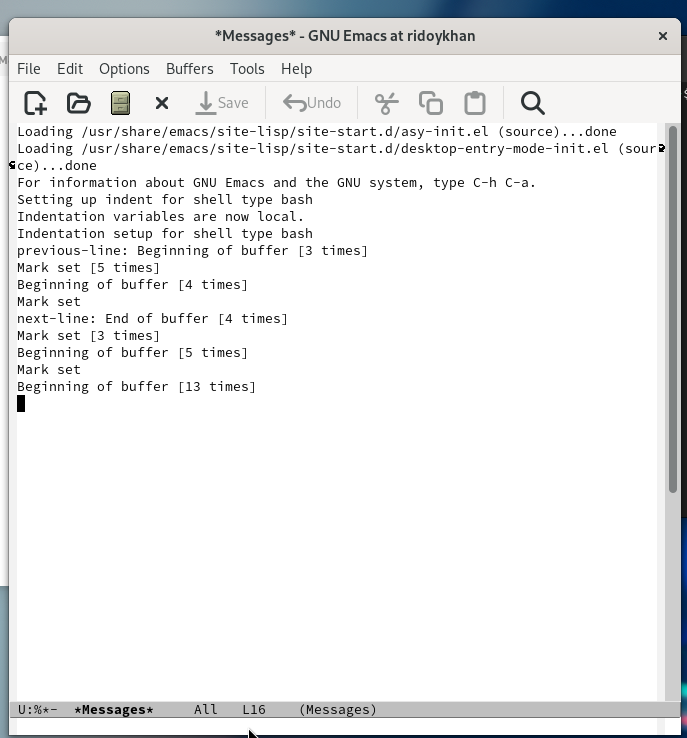 *Messages* - GNU Emacs at ridoykhan
File Edit Options Buffers Tools Help
Save Undo
Loading /usr/share/emacs/site-lisp/site-start.d/asy-init.el (source)...done
Loading /usr/share/emacs/site-lisp/site-start.d/desktop-entry-mode-init.el (sour
ce)...done
For information about GNU Emacs and the GNU system, type C-h C-a.
Setting up indent for shell type bash
Indentation variables are now local.
Indentation setup for shell type bash
previous-line: Beginning of buffer [3 times]
Mark set [5 times]
Beginning of buffer [4 times]
Mark set
next-line: End of buffer [4 times]
Mark set [3 times]
Beginning of buffer [5 times]
Mark set
Beginning of buffer [13 times]
U:%*- *Messages* All L16 (Messages)